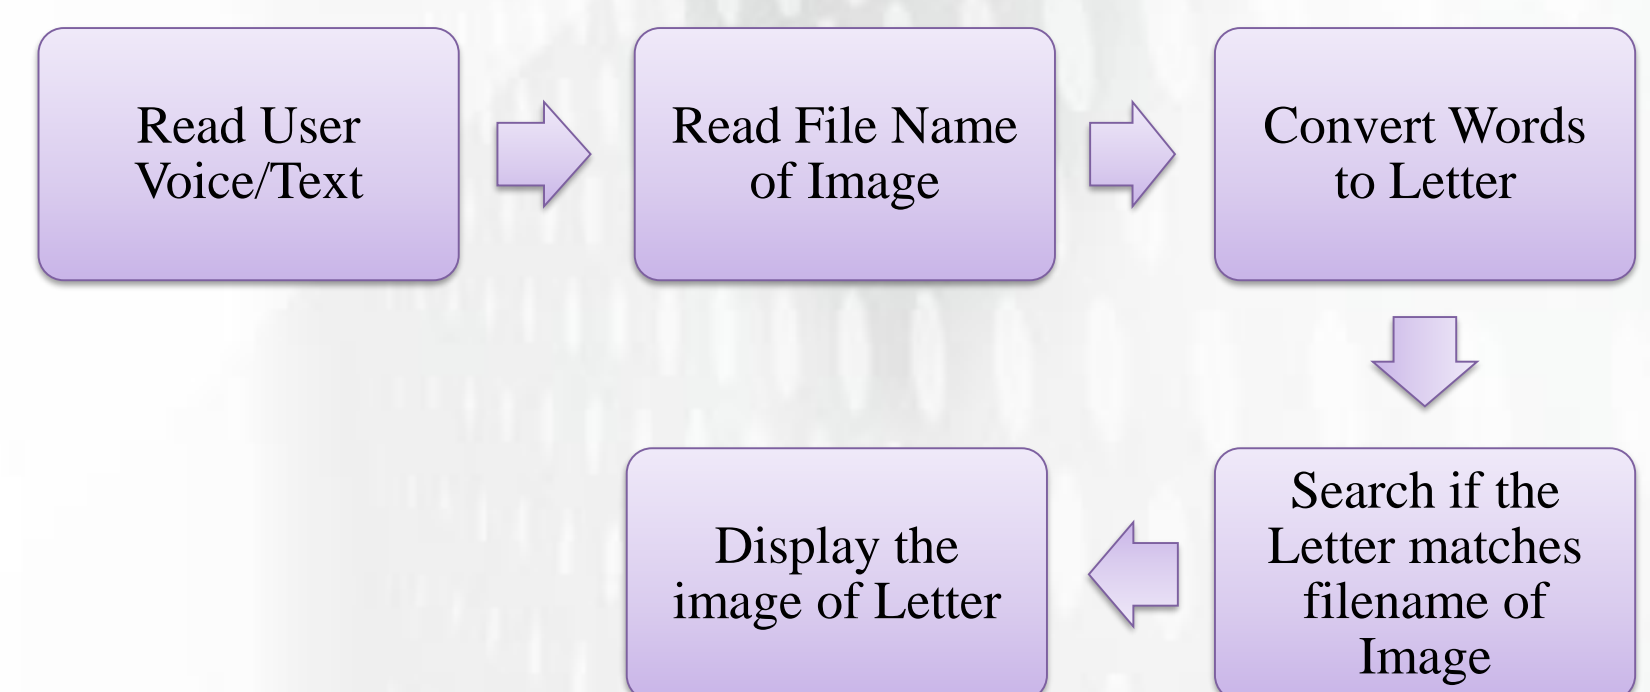 Read User
Voice/Text
Read File Name
of Image
Convert Words
to Letter
Search if the
Letter matches
filename of
Image
Display the
image of Letter